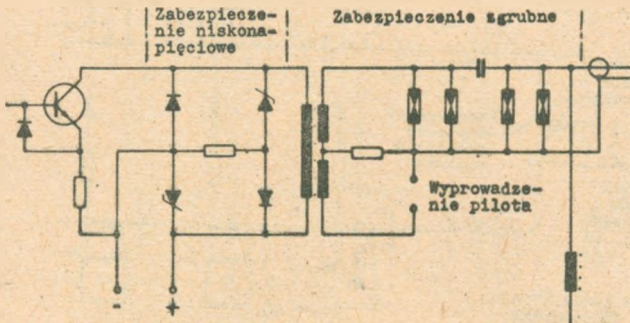 Zabezpiecze-
nie niskona-
pięciowe
Zabezpieczenie zgrubne
Wyprowadze-
nie pilota
- +